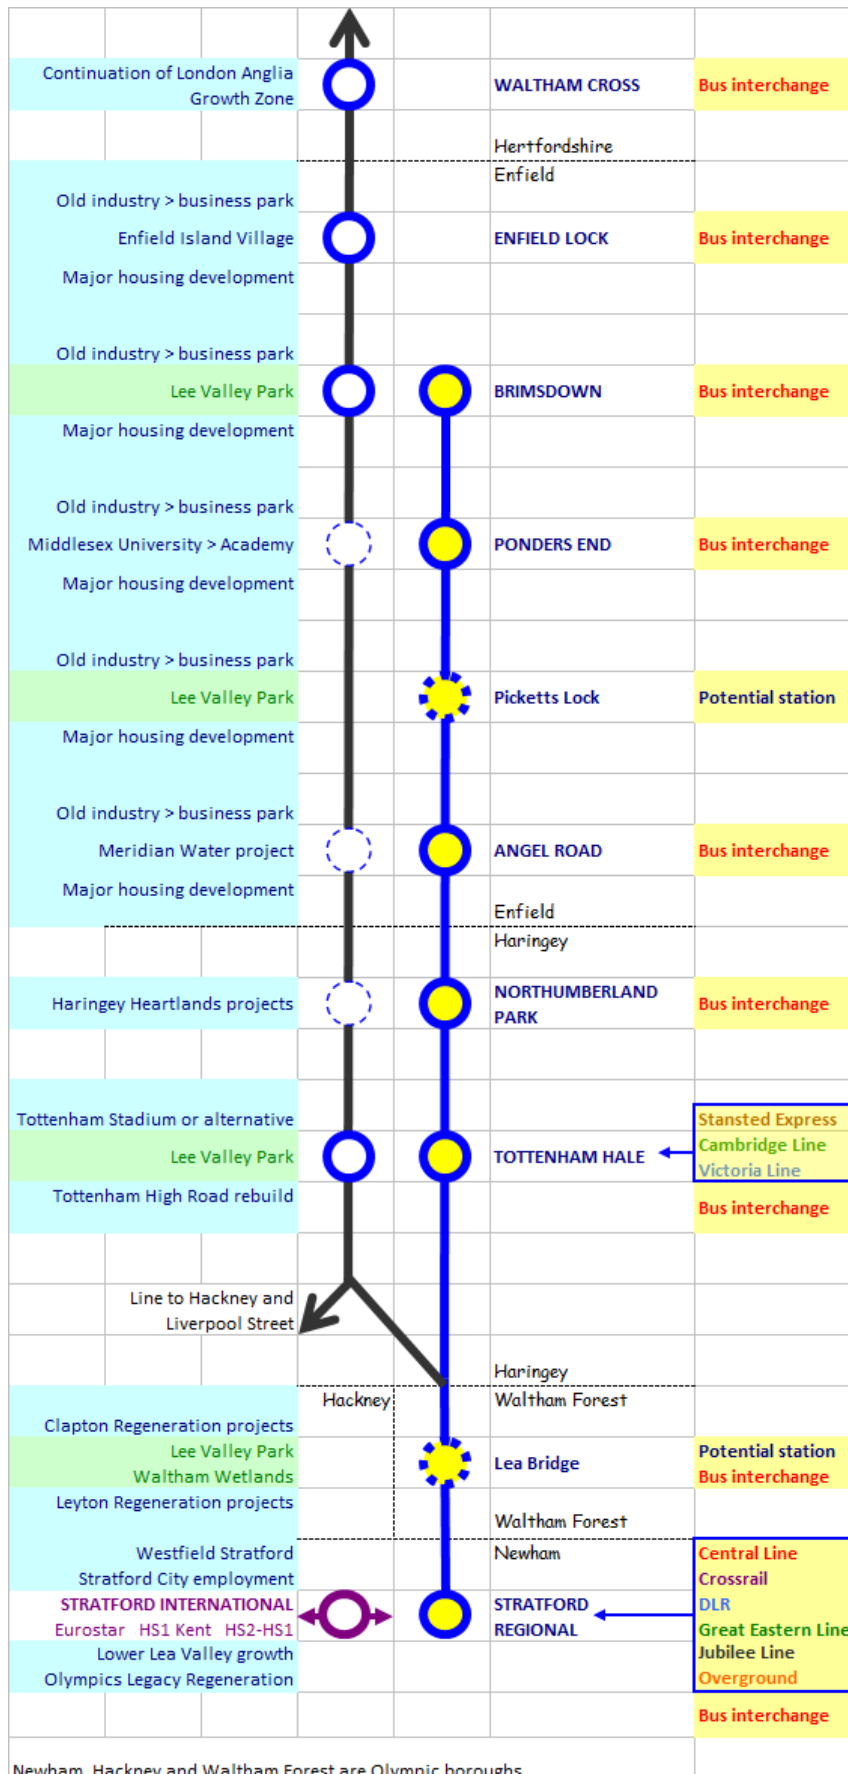 Continuation of London Anglia
Growth Zone
WALTHAM CROSS
Bus interchange
Hertfordshire
Enfield
Old industry > business park
Enfield Island Village
ENFIELD LOCK
Bus interchange
Major housing development
Old industry > business park
Lee Valley Park
BRIMSDOWN
Bus interchange
Major housing development
Old industry > business park
Middlesex University > Academy
PONDERS END
Bus interchange
Major housing development
Old industry > business park
Lee Valley Park
Picketts Lock
Potential station
Major housing development
Old industry > business park
Meridian Water project
ANGEL ROAD
Bus interchange
Major housing development
Enfield
Haringey
Haringey Heartlands projects
NORTHUMBERLAND
PARK
Bus interchange
Tottenham Stadium or alternative
Lee Valley Park
Tottenham High Road rebuild
TOTTENHAM HALE
Stansted Express
Cambridge Line
Victoria Line
Bus interchange
Line to Hackney and
Liverpool Street
Haringey
Hackney
Waltham Forest
Clapton Regeneration projects
Lee Valley Park
Waltham Wetlands
Leyton Regeneration projects
Lea Bridge
Potential station
Bus interchange
Waltham Forest
Newham
Westfield Stratford
Stratford City employment
STRATFORD INTERNATIONAL
Eurostar HS1 Kent HS2-HS1
Lower Lea Valley growth
Olympics Legacy Regeneration
STRATFORD
REGIONAL
Central Line
Crossrail
DLR
Great Eastern Line
Jubilee Line
Overground
Bus interchange
Newham, Hackney and Waltham Forest are Olympic boroughs